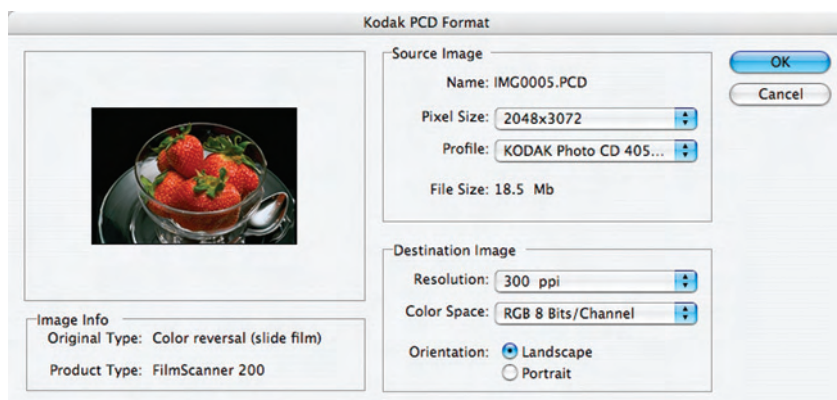 Kodak PCD Format
Source Image
Name: IMG0005.PCD
Pixel Size: 2048x3072
Profile: KODAK Photo CD 405...
File Size: 18.5 Mb
OK
Cancel
Image Info
Original Type: Color reversal (slide film)
Product Type: FilmScanner 200
Destination Image
Resolution: 300 ppi
Color Space: RGB 8 Bits/Channel
Orientation: Landscape
Portrait